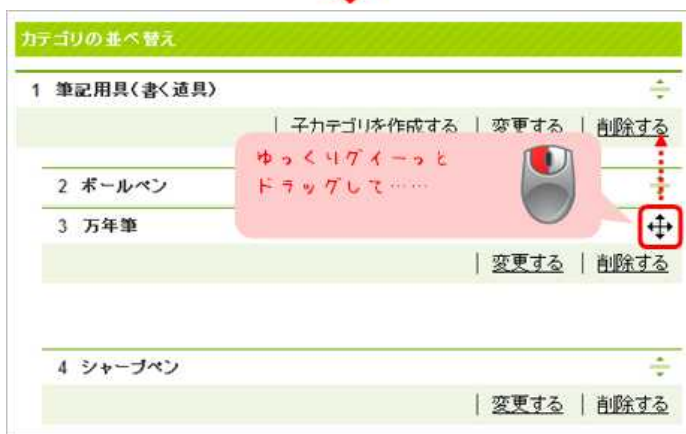 カテゴリの並べ替え
1 筆記用具(書く道具)
| 子カテゴリを作成する | 変更する | 削除する
ゆっくりグイーっと
ドラッグして……
2 ボールペン
3 万年筆
| 変更する | 削除する
4 シャープペン
| 変更する | 削除する